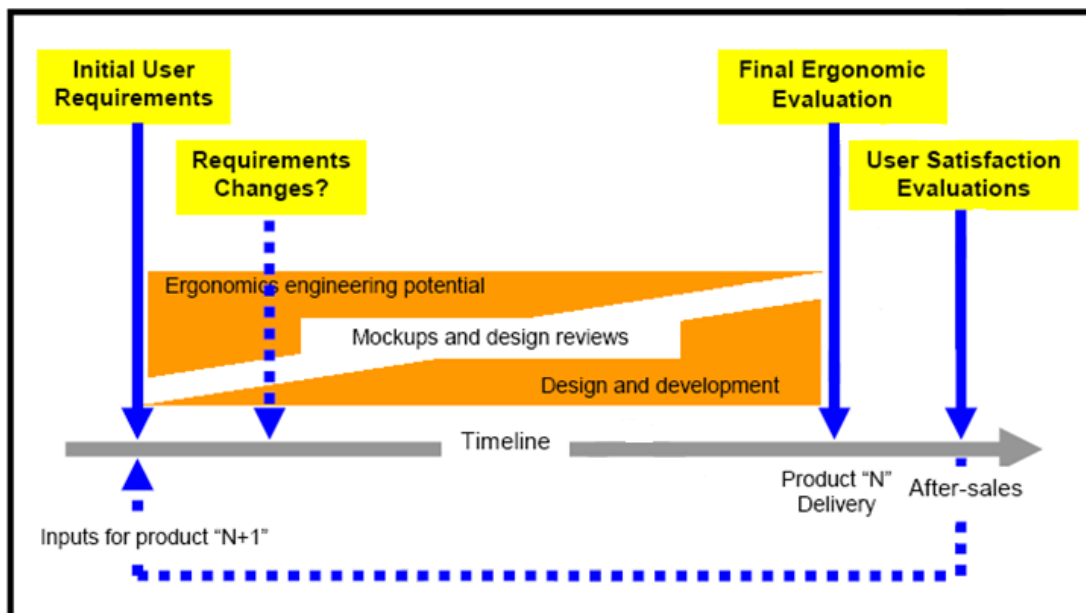 Initial User
Requirements
Final Ergonomic
Evaluation
Requirements
Changes?
User Satisfaction
Evaluations
Ergonomics engineering potential
Mockups and design reviews
Design and development
Timeline
Product “N”
Delivery
After-sales
Inputs for product “N+1”